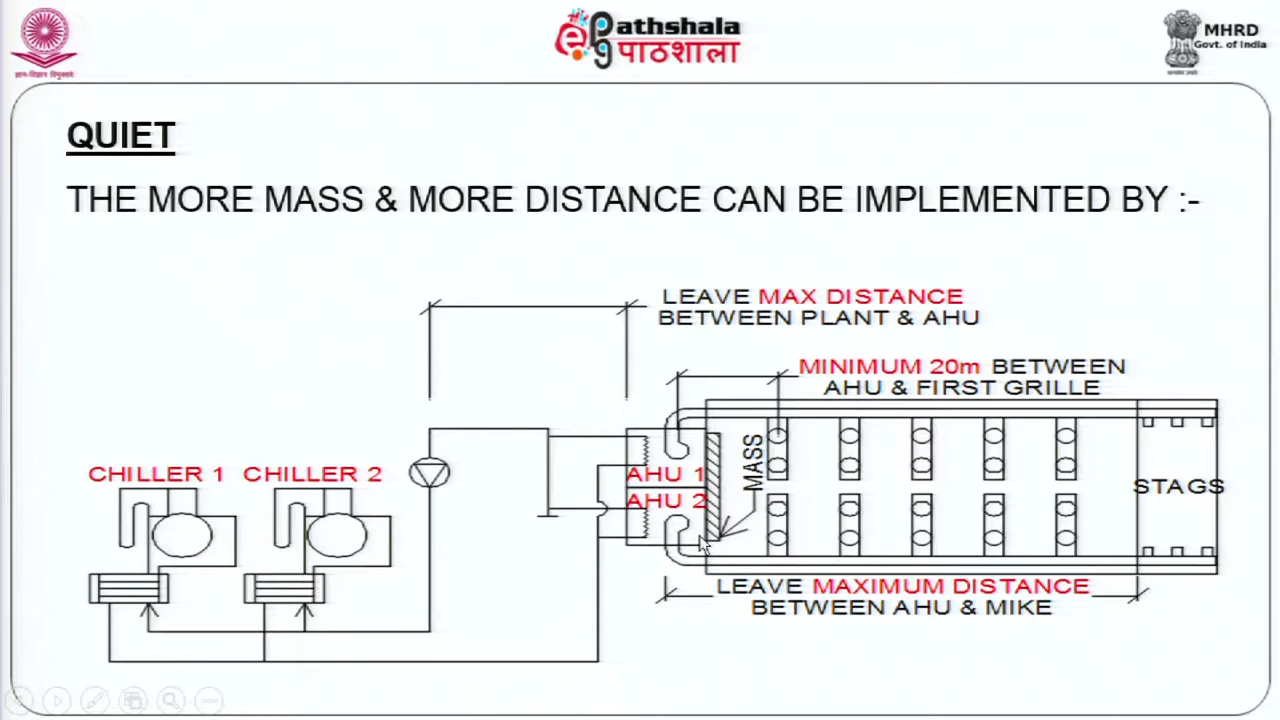 ePathshala
पाठशाला
MHRD
Govt. of India
ज्ञान-विज्ञान विमुक्तये
QUIET
THE MORE MASS & MORE DISTANCE CAN BE IMPLEMENTED BY :-
LEAVE MAX DISTANCE
BETWEEN PLANT & AHU
MINIMUM 20m BETWEEN
AHU & FIRST GRILLE
CHILLER 1
CHILLER 2
AHU 1
AHU 2
MASS
STAGS
LEAVE MAXIMUM DISTANCE
BETWEEN AHU & MIKE